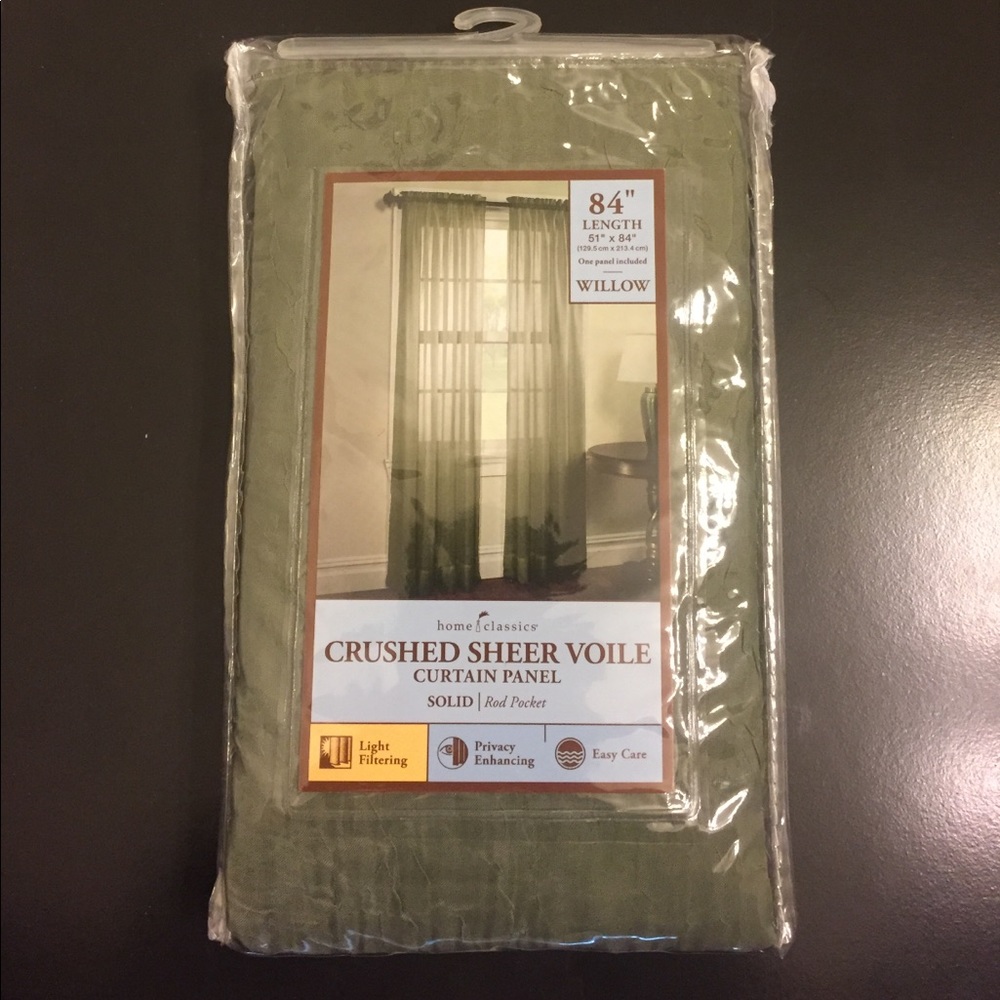 84"
LENGTH
51" x 84"
(129.5 cm x 213.4 cm)
One panel included
WILLOW
home classics®
CRUSHED SHEER VOILE
CURTAIN PANEL
SOLID | Rod Pocket
Light
Filtering
Privacy
Enhancing
Easy Care